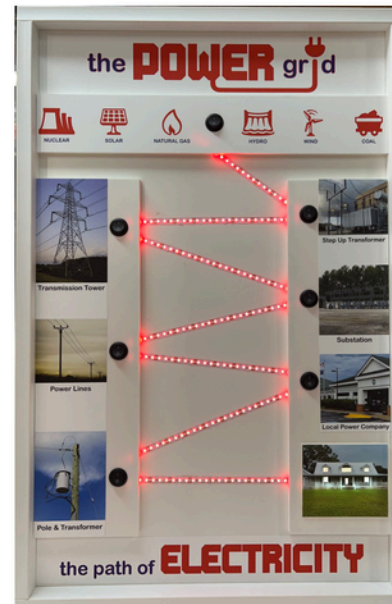 the POWER grid
NUCLEAR SOLAR NATURAL GAS HYDRO WIND COAL
Step Up Transformer
Transmission Tower
Substation
Power Lines
Local Power Company
Pole & Transformer
the path of ELECTRICITY